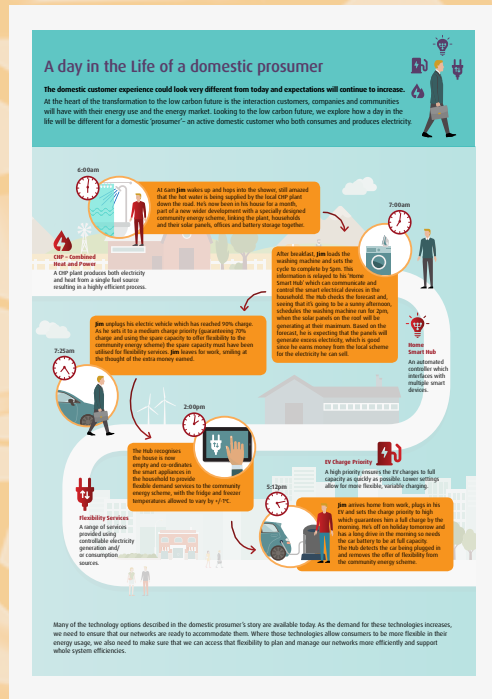 A day in the Life of a domestic prosumer
The domestic customer experience could look very different from today and expectations will continue to increase.
At the heart of the transformation to the low carbon future is the interaction customers, companies and communities
will have with their energy use and the energy market. Looking to the low carbon future, we explore how a day in the
life will be different for a domestic 'prosumer' – an active domestic customer who both consumes and produces electricity.
6:00am
At 6am Jim wakes up and hops into the shower, still amazed
that the hot water is being supplied by the local CHP plant
down the road. He's now been in his house for a month,
part of a new wider development with a specially designed
community energy scheme, linking the plant, households
and their solar panels, offices and battery storage together.
CHP – Combined
Heat and Power
A CHP plant produces both electricity
and heat from a single fuel source
resulting in a highly efficient process.
7:00am
After breakfast, Jim loads the
washing machine and sets the
cycle to complete by 5pm. This
information is relayed to his 'Home
Smart Hub' which can communicate and
control the smart electrical devices in the
household. The Hub checks the forecast and,
seeing that it's going to be a sunny afternoon,
schedules the washing machine run for 2pm,
when the solar panels on the roof will be
generating at their maximum. Based on the
forecast, he is expecting that the panels will
generate excess electricity, which is good
since he earns money from the local scheme
for the electricity he can sell.
Home
Smart Hub
An automated
controller which
interfaces with
multiple smart
devices.
Jim unplugs his electric vehicle which has reached 90% charge.
As he sets it to a medium charge priority (guaranteeing 70%
charge and using the spare capacity to offer flexibility to the
community energy scheme) the spare capacity must have been
utilised for flexibility services. Jim leaves for work, smiling at
the thought of the extra money earned.
7:25am
2:00pm
The Hub recognises
the house is now
empty and co-ordinates
the smart appliances in
the household to provide
flexible demand services to the community
energy scheme, with the fridge and freezer
temperatures allowed to vary by +/-1°C.
Flexibility Services
A range of services
provided using
controllable electricity
generation and/
or consumption
sources.
EV Charge Priority
A high priority ensures the EV charges to full
capacity as quickly as possible. Lower settings
allow for more flexible, variable charging.
5:12pm
Jim arrives home from work, plugs in his
EV and sets the charge priority to high
which guarantees him a full charge by the
morning. He's off on holiday tomorrow and
has a long drive in the morning so needs
the car battery to be at full capacity.
The Hub detects the car being plugged in
and removes the offer of flexibility from
the community energy scheme.
Many of the technology options described in the domestic prosumer's story are available today. As the demand for these technologies increases,
we need to ensure that our networks are ready to accommodate them. Where those technologies allow consumers to be more flexible in their
energy usage, we also need to make sure that we can access that flexibility to plan and manage our networks more efficiently and support
whole system efficiencies.